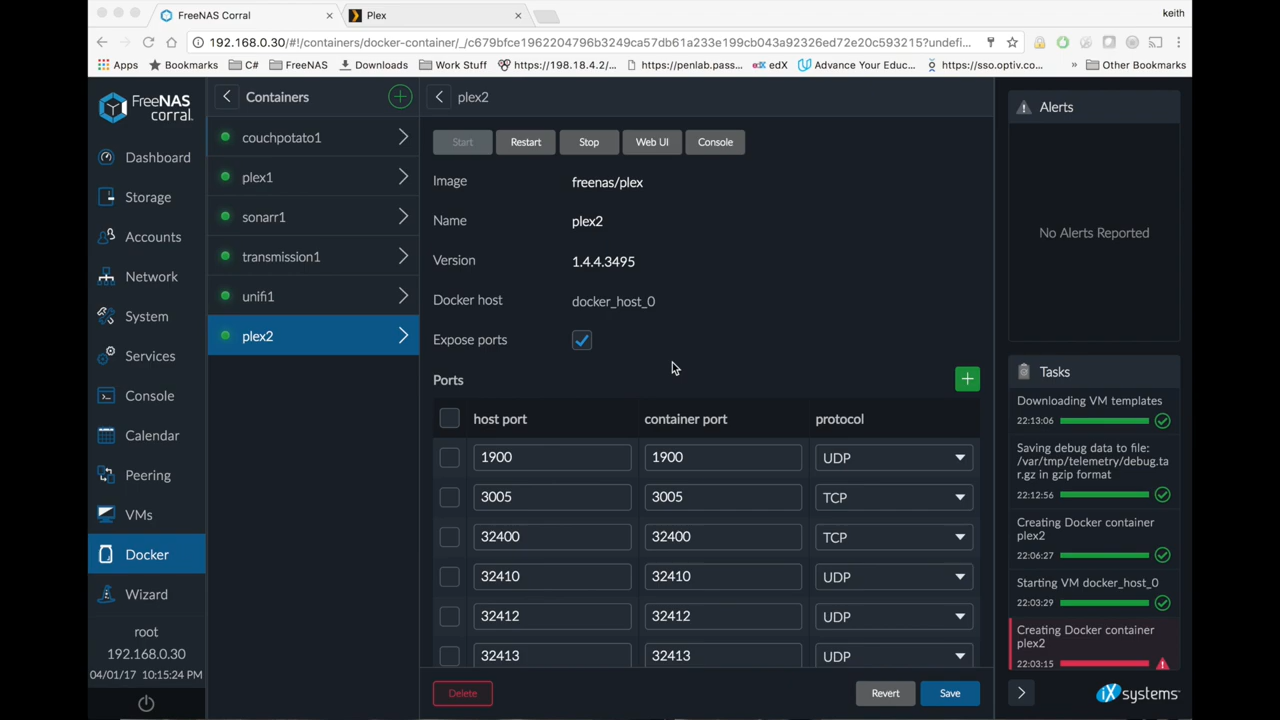 FreeNAS Corral
Plex
keith
192.168.0.30/#!/containers/docker-container/_/c679bfce1962204796b3249ca57db61a233e199cb043a92326ed72e20c593215?undefi...
Apps
Bookmarks
C#
FreeNAS
Downloads
Work Stuff
https://198.18.4.2/...
https://penlab.pass...
edX
edX
Advance Your Educ...
https://sso.optiv.com...
»
Other Bookmarks
FreeNAS
corral
Dashboard
Storage
Accounts
Network
System
Services
Console
Calendar
Peering
VMs
Docker
Wizard
root
192.168.0.30
04/01/17 10:15:24 PM
Containers
couchpotato1
plex1
sonarr1
transmission1
unifi1
plex2
plex2
Start
Restart
Stop
Web UI
Console
Image freenas/plex
Name plex2
Version 1.4.4.3495
Docker host docker_host_0
Expose ports
Ports
host port container port protocol
1900 1900 UDP
3005 3005 TCP
32400 32400 TCP
32410 32410 UDP
32412 32412 UDP
32413 32413 UDP
Delete
Revert
Save
Alerts
No Alerts Reported
Tasks
Downloading VM templates
22:13:06
Saving debug data to file:
/var/tmp/telemetry/debug.ta
r.gz in gzip format
22:12:56
Creating Docker container
plex2
22:06:27
Starting VM docker_host_0
22:03:29
Creating Docker container
plex2
22:03:15
iXsystems